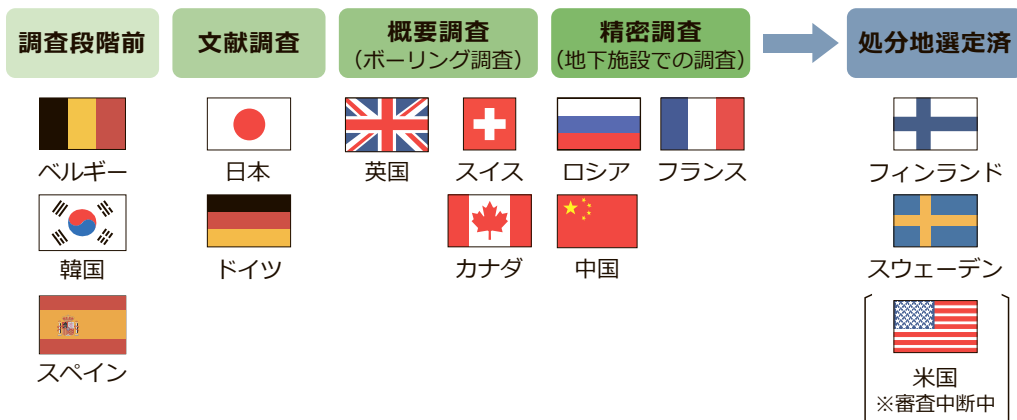 調査段階前
文献調査
概要調査
（ボーリング調査）
精密調査
（地下施設での調査）
処分地選定済
ベルギー
日本
英国
スイス
ロシア
フランス
フィンランド
韓国
ドイツ
カナダ
中国
スウェーデン
スペイン
米国
※審査中断中